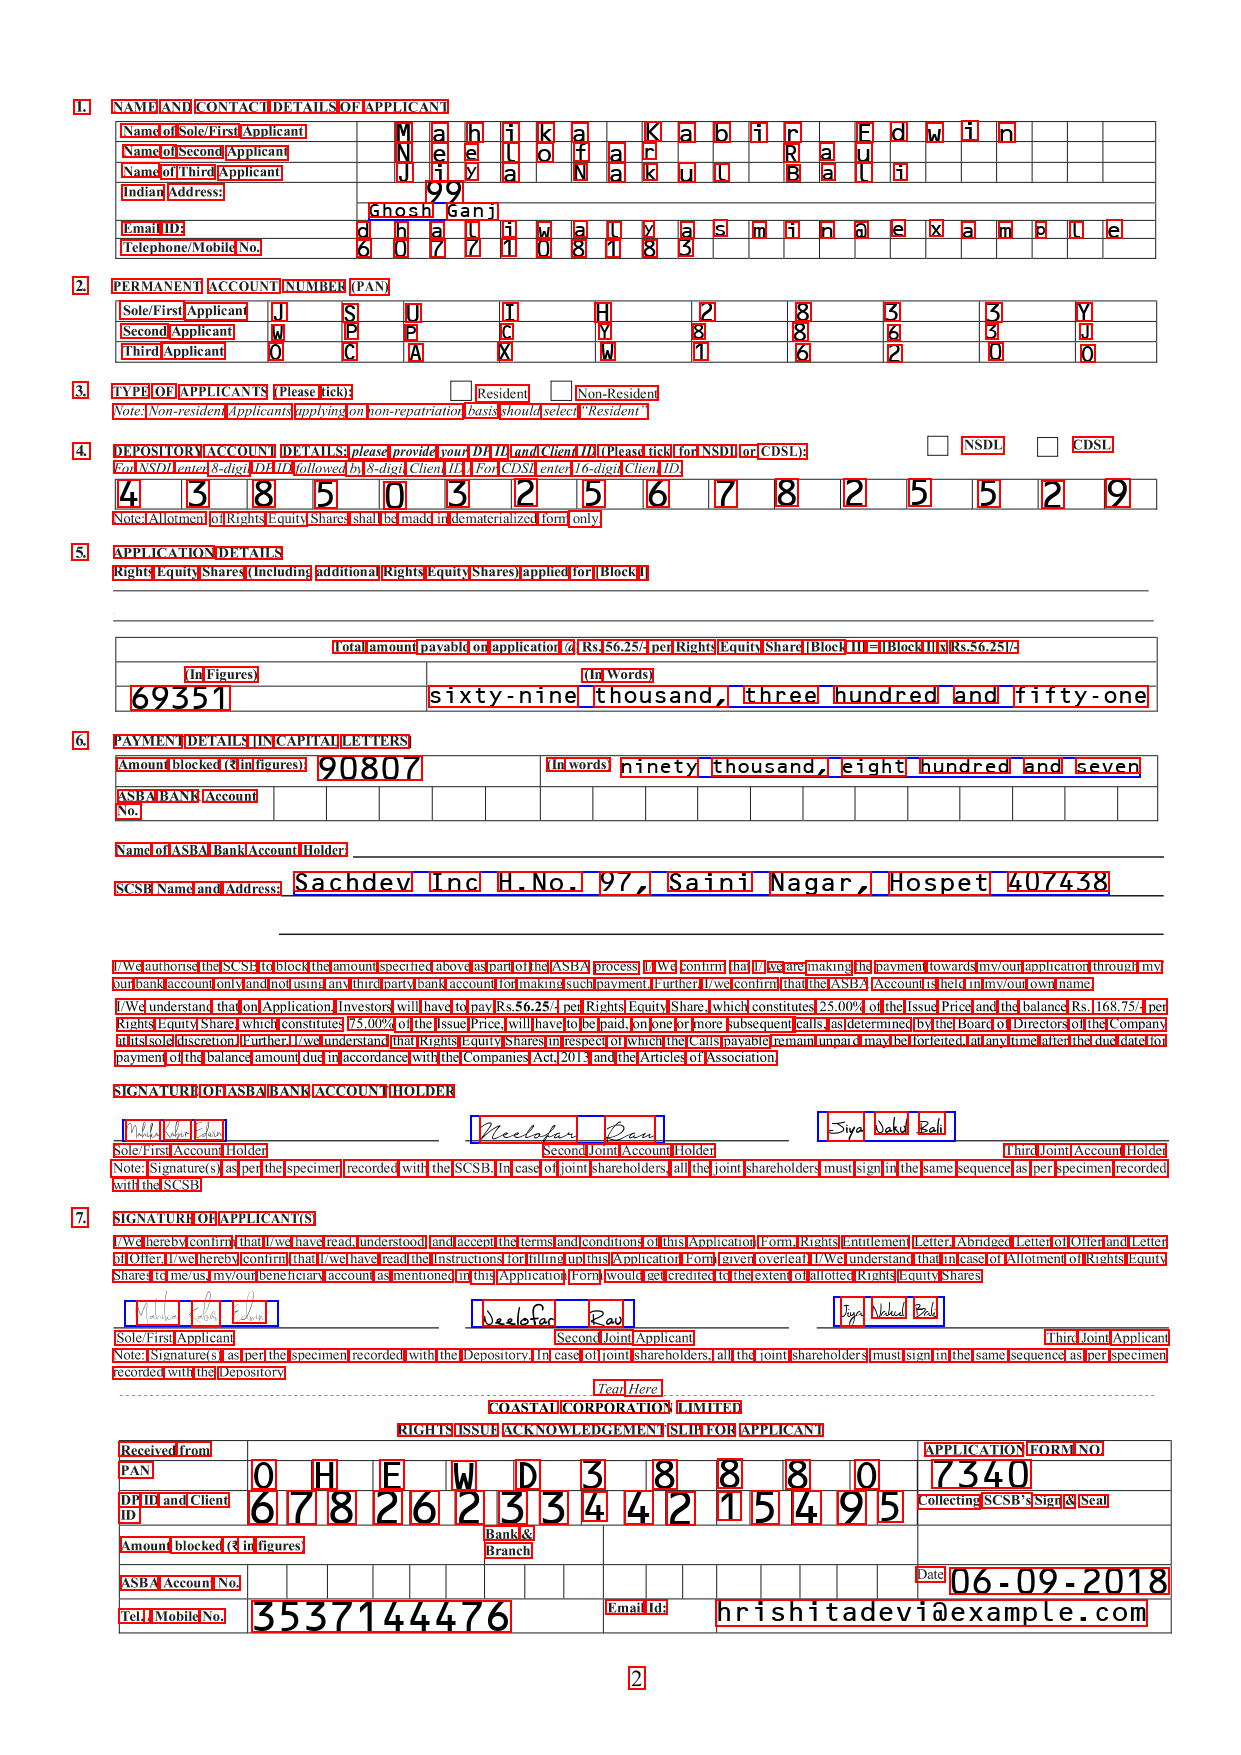 1. NAME AND CONTACT DETAILS OF APPLICANT
Name of Sole/First Applicant Mahika Kabir Edwin
Name of Second Applicant Neelofar Rau
Name of Third Applicant Jiya Nakul Bali
Indian Address: 99
Ghosh Ganj
Email ID: dhaliwalyasmin@example
Telephone/Mobile No. 6077108183
2. PERMANENT ACCOUNT NUMBER (PAN)
Sole/First Applicant J S U I H 2 8 3 3 Y
Second Applicant W P P C Y 8 8 6 3 J
Third Applicant O C A X W 1 6 2 0 O
3. TYPE OF APPLICANTS (Please tick): Resident Non-Resident
Note: Non-resident Applicants applying on non-repatriation basis should select "Resident"
4. DEPOSITORY ACCOUNT DETAILS: please provide your DP ID and Client ID (Please tick for NSDL or CDSL): NSDL CDSL
For NSDL enter 8-digit DP ID followed by 8-digit Client ID / For CDSL enter 16-digit Client ID.
4 3 8 5 0 3 2 5 6 7 8 2 5 5 2 9
Note: Allotment of Rights Equity Shares shall be made in dematerialized form only.
5. APPLICATION DETAILS
Rights Equity Shares (Including additional Rights Equity Shares) applied for [Block I]
Total amount payable on application @ Rs. 56.25/- per Rights Equity Share [Block II] = [Block I] x Rs.56.25]/-
(In Figures) (In Words)
69351 sixty-nine thousand, three hundred and fifty-one
6. PAYMENT DETAILS [IN CAPITAL LETTERS]
Amount blocked (₹ in figures): 90807 (In words) ninety thousand, eight hundred and seven
ASBA BANK Account
No.
Name of ASBA Bank Account Holder:
SCSB Name and Address: Sachdev Inc H.No. 97, Saini Nagar, Hospet 407438
I/We authorise the SCSB to block the amount specified above as part of the ASBA process. I/ We confirm that I/ we are making the payment towards my/our application through my/
our bank account only and not using any third party bank account for making such payment. Further, I/we confirm that the ASBA Account is held in my/our own name.
I/We understand that on Application, Investors will have to pay Rs.56.25/- per Rights Equity Share, which constitutes 25.00% of the Issue Price and the balance Rs. 168.75/- per
Rights Equity Share, which constitutes 75.00% of the Issue Price, will have to be paid, on one or more subsequent calls, as determined by the Board of Directors of the Company
at its sole discretion. Further, I/we understand that Rights Equity Shares in respect of which the Calls payable remain unpaid may be forfeited, at any time after the due date for
payment of the balance amount due in accordance with the Companies Act, 2013 and the Articles of Association.
SIGNATURE OF ASBA BANK ACCOUNT HOLDER
Mahika Kabir Edwin Neelofar Rau Jiya Nakul Bali
Sole/First Account Holder Second Joint Account Holder Third Joint Account Holder
Note: Signature(s) as per the specimen recorded with the SCSB. In case of joint shareholders, all the joint shareholders must sign in the same sequence as per specimen recorded
with the SCSB
7. SIGNATURE OF APPLICANT(S)
I/We hereby confirm that I/we have read, understood and accept the terms and conditions of this Application Form, Rights Entitlement Letter, Abridged Letter of Offer and Letter
of Offer. I/we hereby confirm that I/we have read the Instructions for filling up this Application Form given overleaf. I/We understand that in case of Allotment of Rights Equity
Shares to me/us, my/our beneficiary account as mentioned in this Application Form would get credited to the extent of allotted Rights Equity Shares
Mahika Kabir Edwin Neelofar Rau Jiya Nakul Bali
Sole/First Applicant Second Joint Applicant Third Joint Applicant
Note: Signature(s) as per the specimen recorded with the Depository. In case of joint shareholders, all the joint shareholders must sign in the same sequence as per specimen
recorded with the Depository
Tear Here
COASTAL CORPORATION LIMITED
RIGHTS ISSUE ACKNOWLEDGEMENT SLIP FOR APPLICANT
Received from APPLICATION FORM NO.
PAN O H E W D 3 8 8 8 0 7340
DP ID and Client
ID 6 7 8 2 6 2 3 3 4 4 2 1 5 4 9 5 Collecting SCSB's Sign & Seal
Amount blocked (₹ in figures) Bank &
Branch
ASBA Account No. Date 06-09-2018
Tel./ Mobile No. 3537144476 Email Id: hrishitadevi@example.com
2